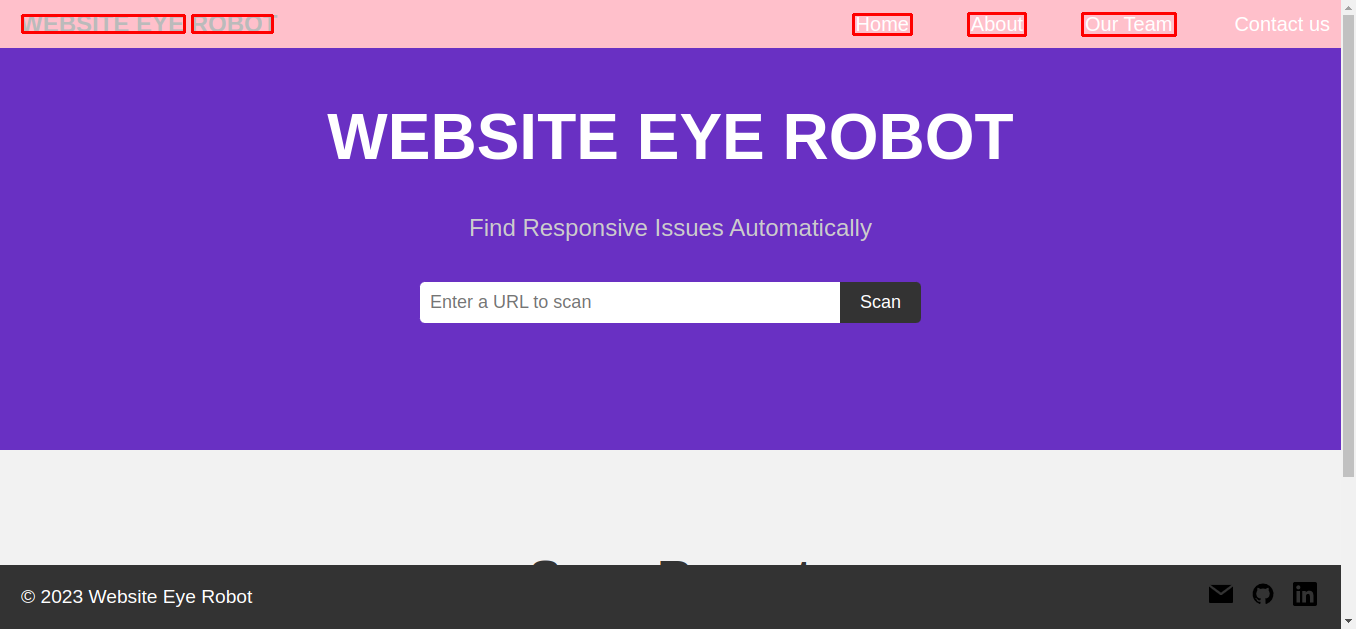 WEBSITE EYE ROBOT Home About Our Team Contact us
WEBSITE EYE ROBOT
Find Responsive Issues Automatically
Enter a URL to scan Scan
© 2023 Website Eye Robot